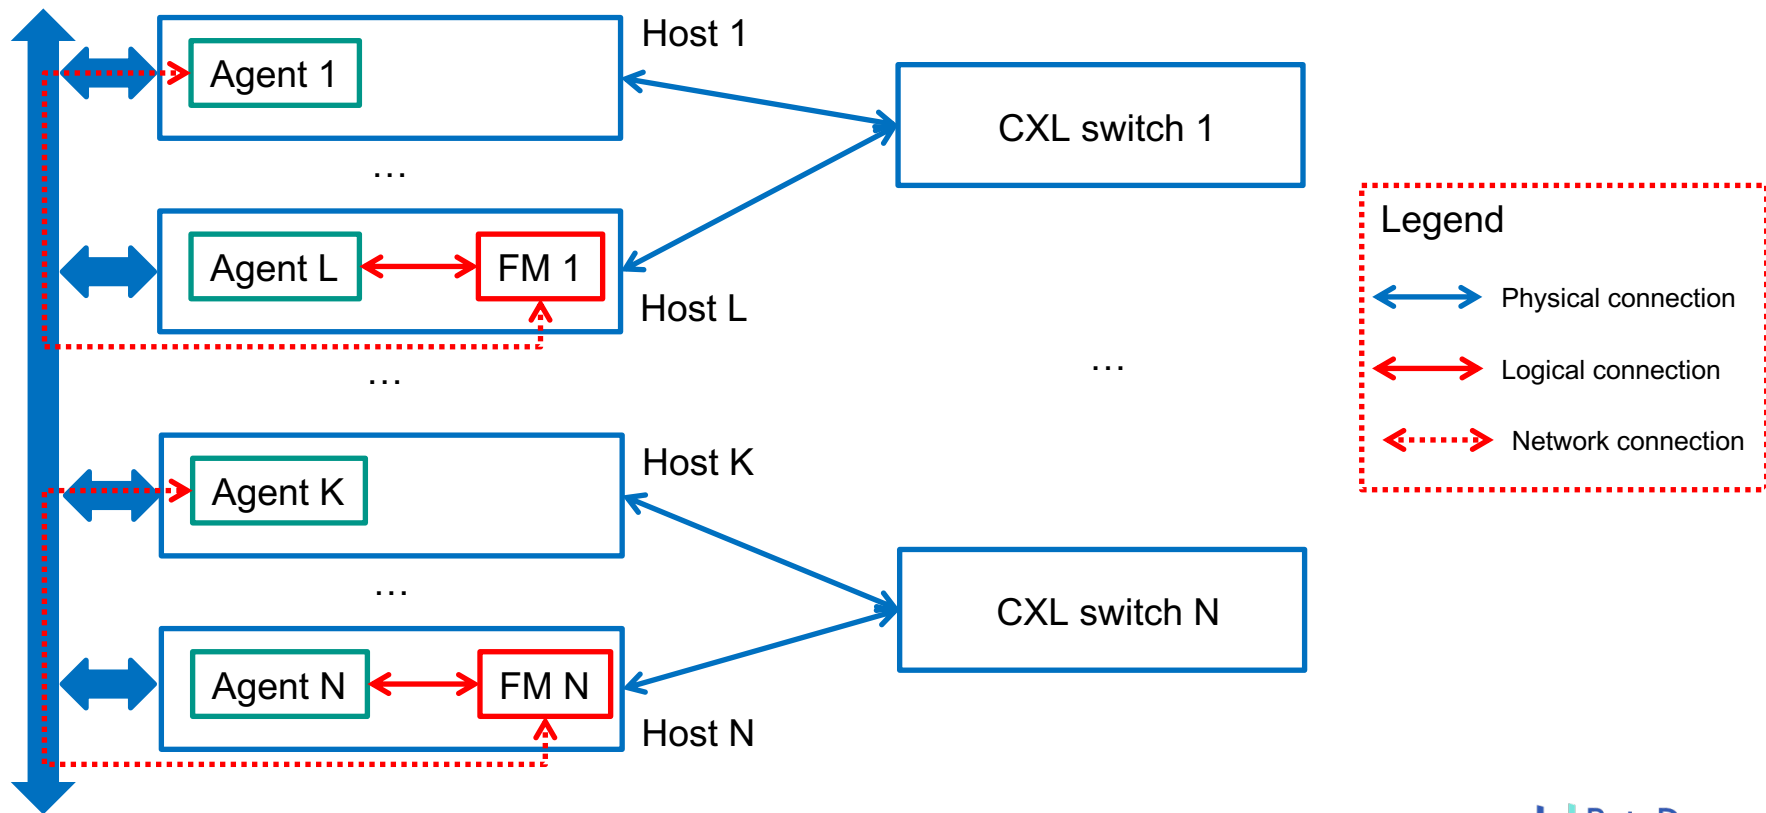 Host 1
Agent 1
CXL switch 1
...
Agent L
FM 1
Host L
...
...
Host K
Agent K
...
CXL switch N
Agent N
FM N
Host N
Legend
Physical connection
Logical connection
Network connection